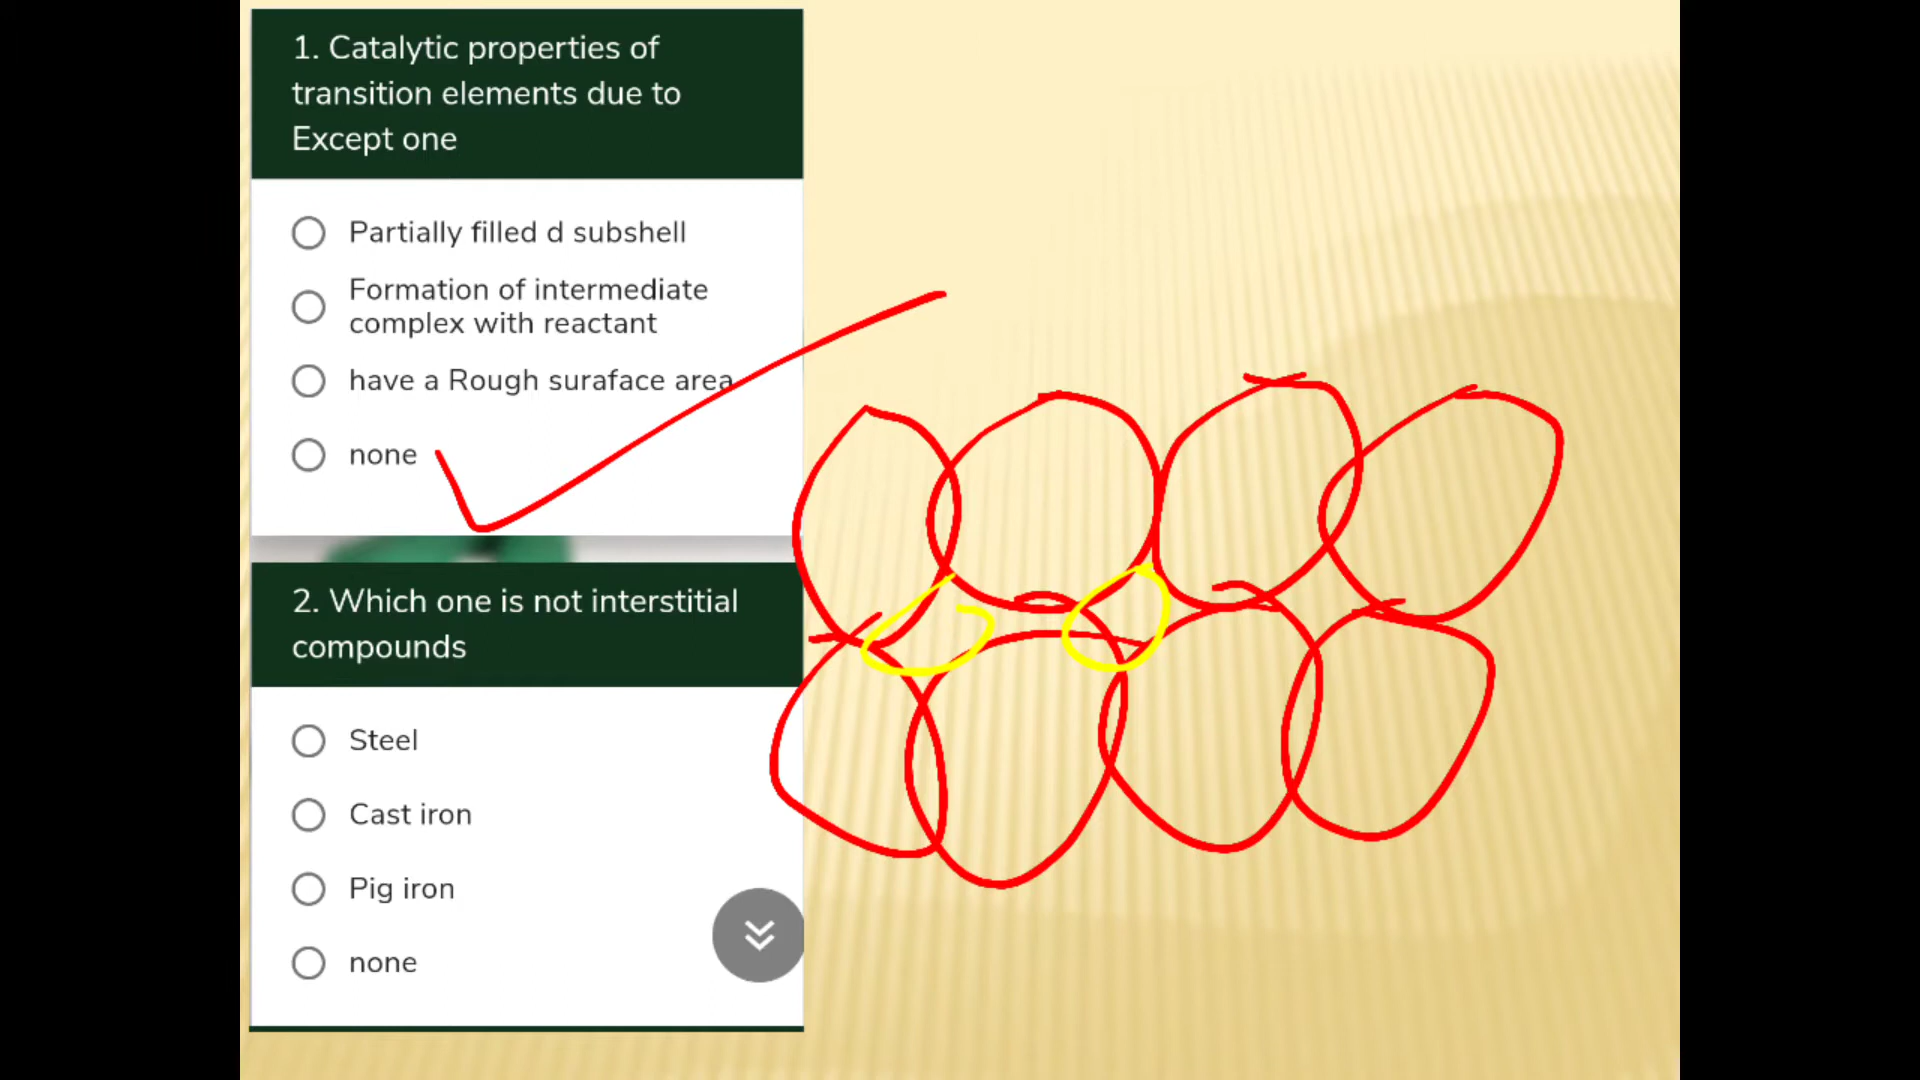 1. Catalytic properties of
transition elements due to
Except one
Partially filled d subshell
Formation of intermediate
complex with reactant
have a Rough suraface area
none
2. Which one is not interstitial
compounds
Steel
Cast iron
Pig iron
none